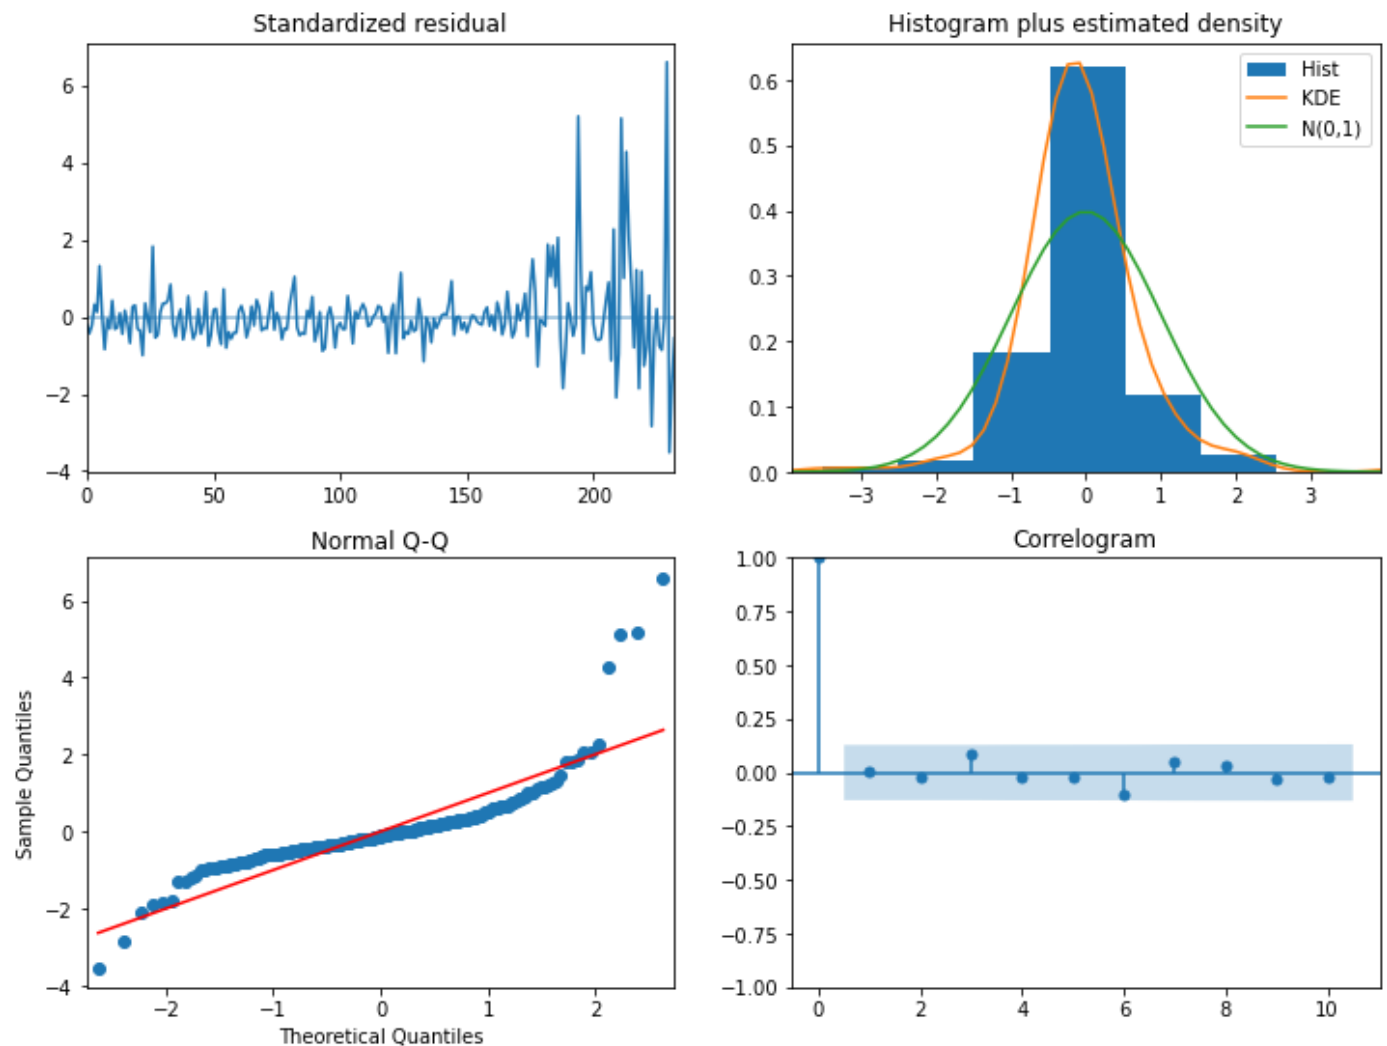 Standardized residual
6
4
2
0
−2
−4
0 50 100 150 200
Histogram plus estimated density
Hist
KDE
N(0,1)
0.6
0.5
0.4
0.3
0.2
0.1
0.0
−3 −2 −1 0 1 2 3
Normal Q-Q
Sample Quantiles
6
4
2
0
−2
−4
−2 −1 0 1 2
Theoretical Quantiles
Correlogram
1.00
0.75
0.50
0.25
0.00
−0.25
−0.50
−0.75
−1.00
0 2 4 6 8 10